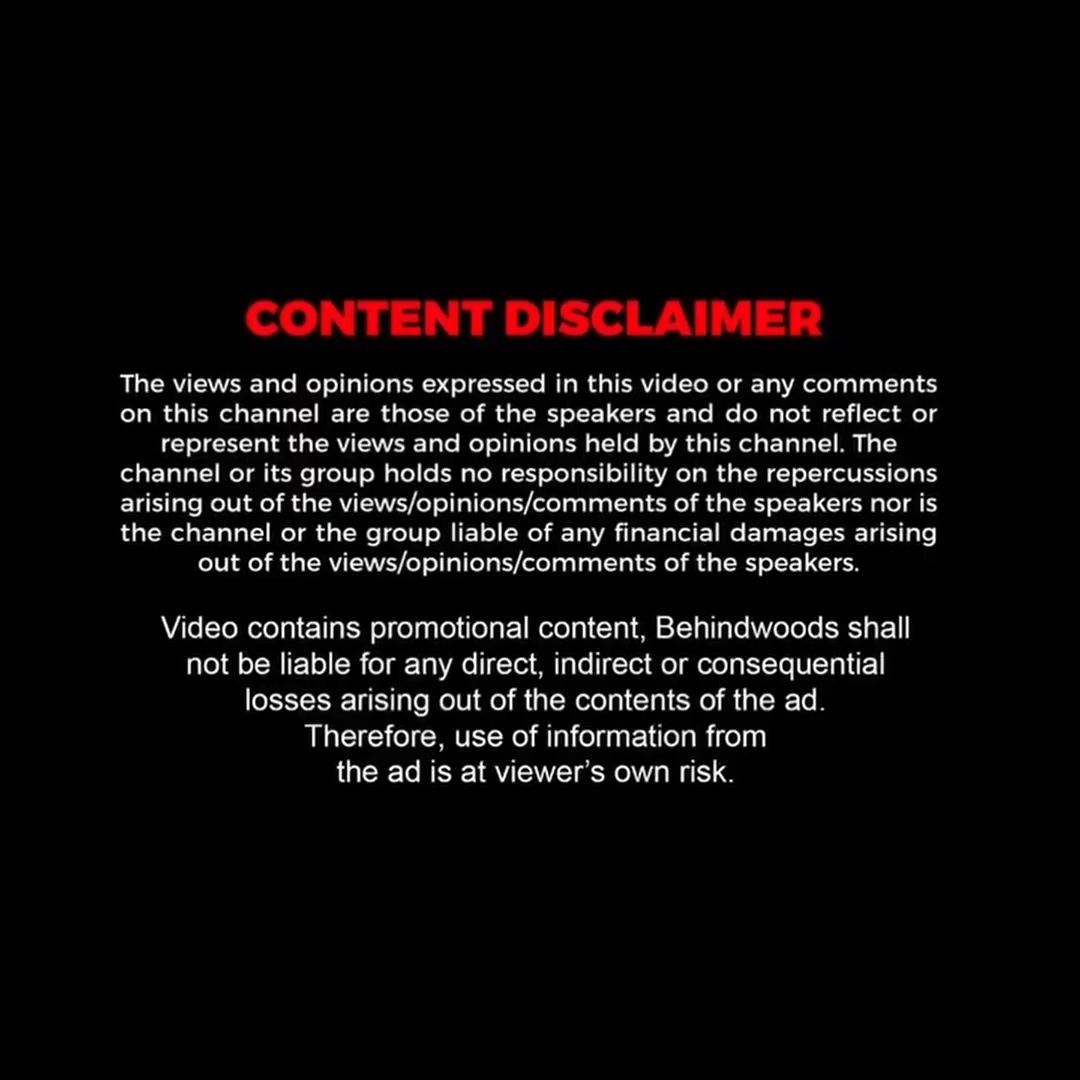 CONTENT DISCLAIMER
The views and opinions expressed in this video or any comments
on this channel are those of the speakers and do not reflect or
represent the views and opinions held by this channel. The
channel or its group holds no responsibility on the repercussions
arising out of the views/opinions/comments of the speakers nor is
the channel or the group liable of any financial damages arising
out of the views/opinions/comments of the speakers.
Video contains promotional content, Behindwoods shall
not be liable for any direct, indirect or consequential
losses arising out of the contents of the ad.
Therefore, use of information from
the ad is at viewer’s own risk.